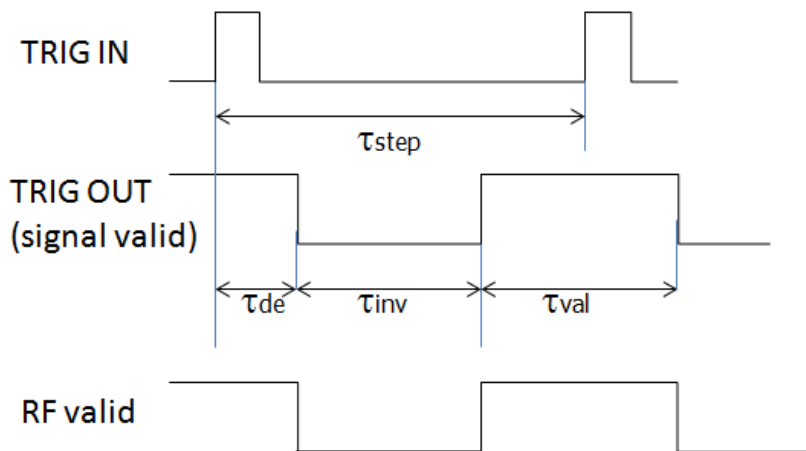 TRIG IN
τstep
TRIG OUT
(signal valid)
τde
τinv
τval
RF valid